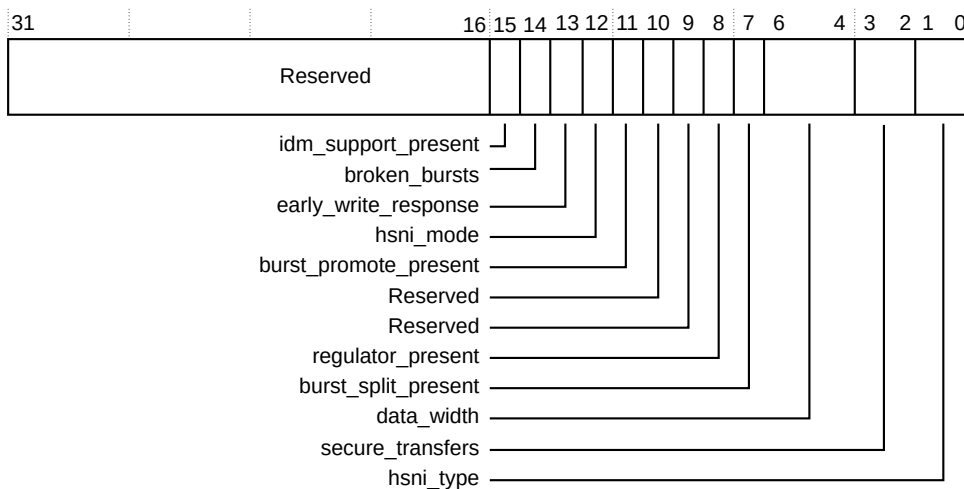 31 16 15 14 13 12 11 10 9 8 7 6 4 3 2 1 0
Reserved
idm_support_present
broken_bursts
early_write_response
hsni_mode
burst_promote_present
Reserved
Reserved
regulator_present
burst_split_present
data_width
secure_transfers
hsni_type